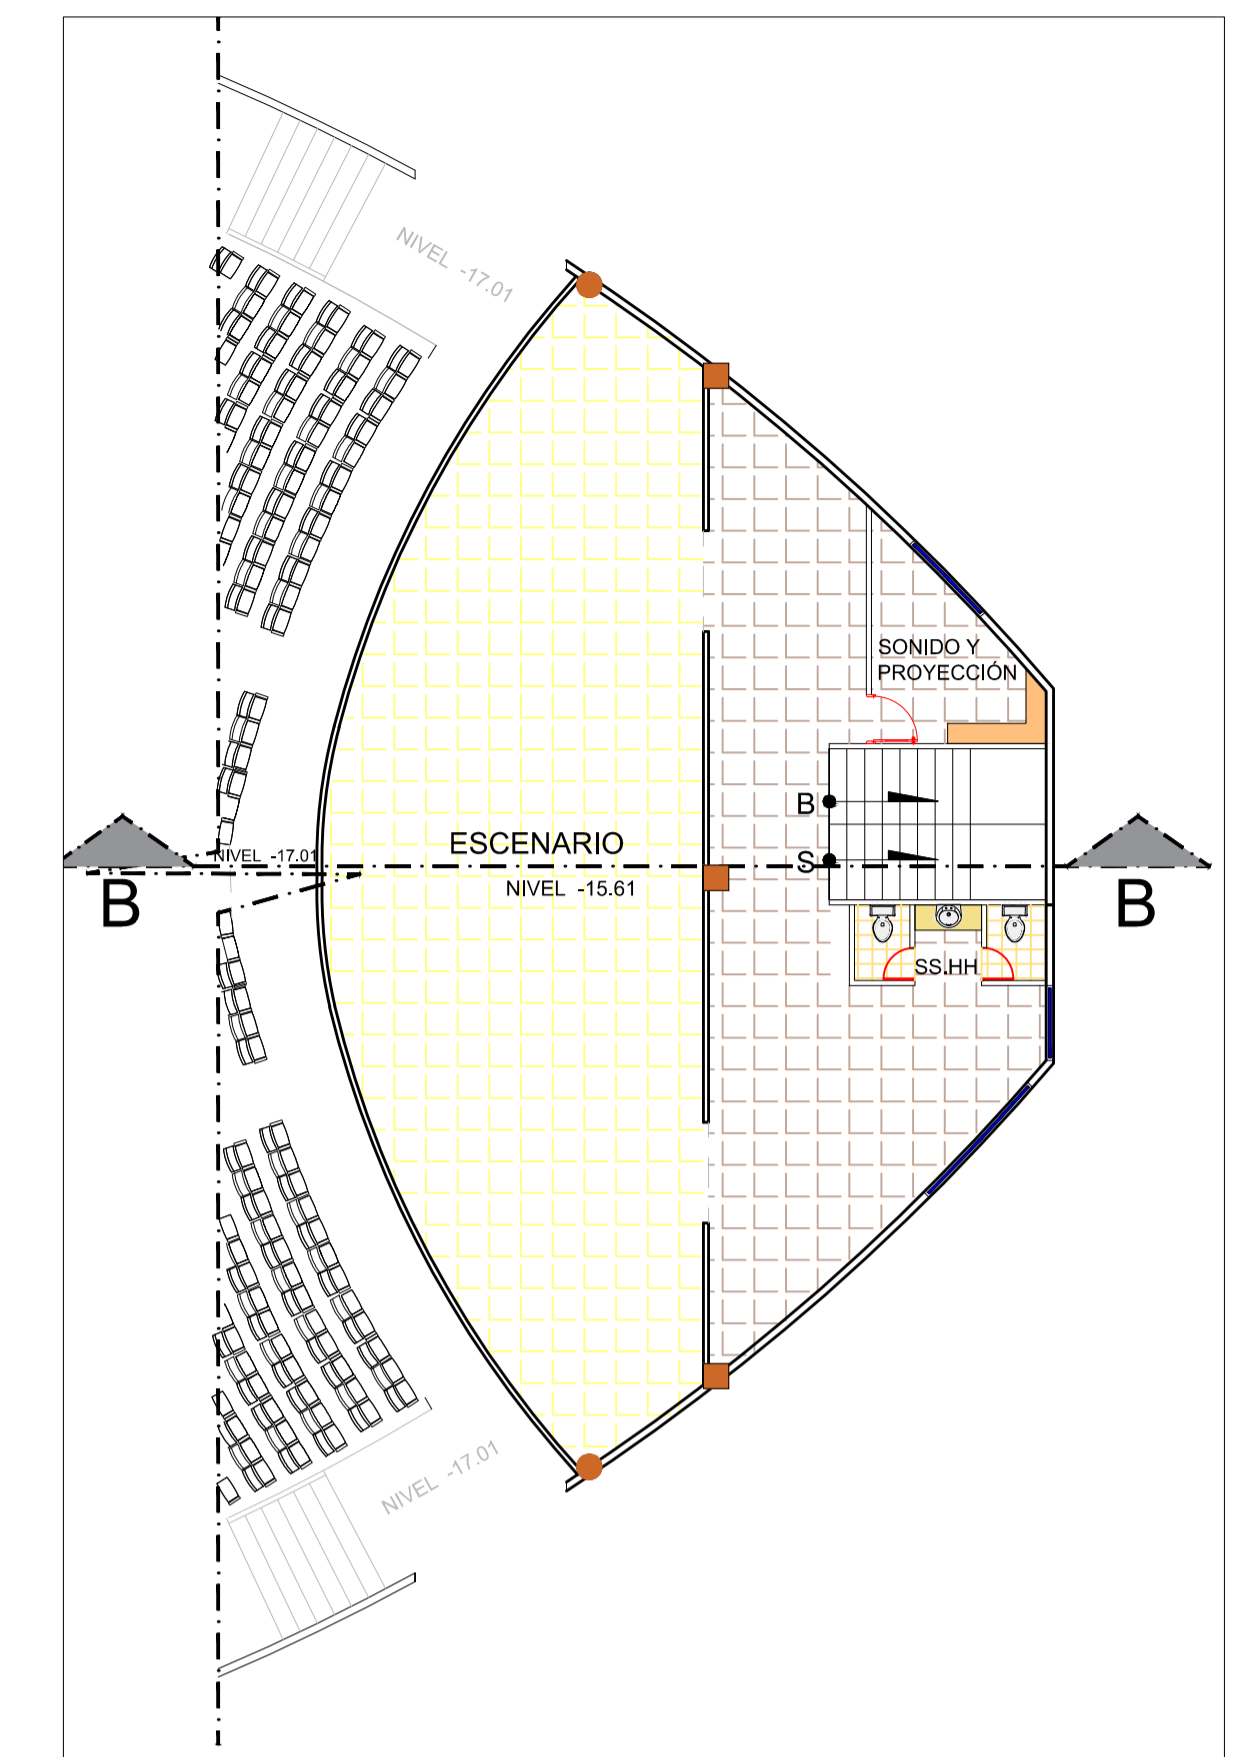 NIVEL -17.01
SONIDO Y
PROYECCIÓN
B
ESCENARIO
NIVEL -17.01
S
NIVEL -15.61
B
B
SS.HH
NIVEL -17.01